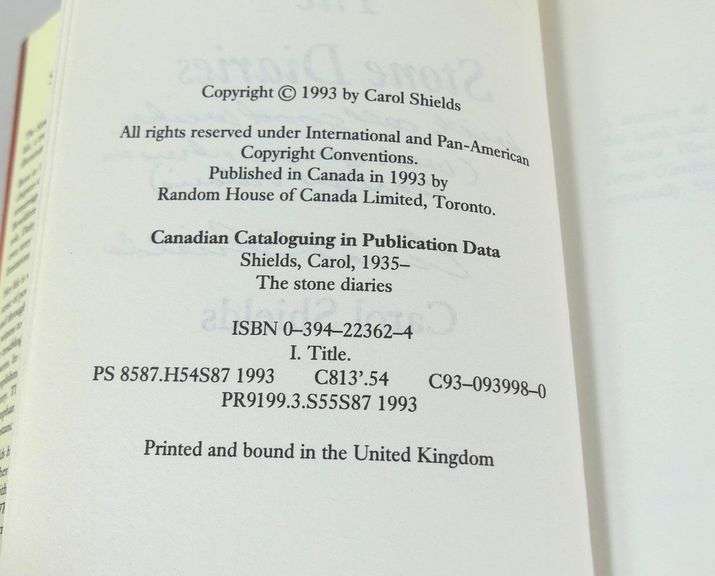 Copyright © 1993 by Carol Shields
All rights reserved under International and Pan-American
Copyright Conventions.
Published in Canada in 1993 by
Random House of Canada Limited, Toronto.
Canadian Cataloguing in Publication Data
Shields, Carol, 1935–
The stone diaries
ISBN 0–394–22362–4
I. Title.
PS 8587.H54S87 1993 C813'.54 C93–093998–0
PR9199.3.S55S87 1993
Printed and bound in the United Kingdom